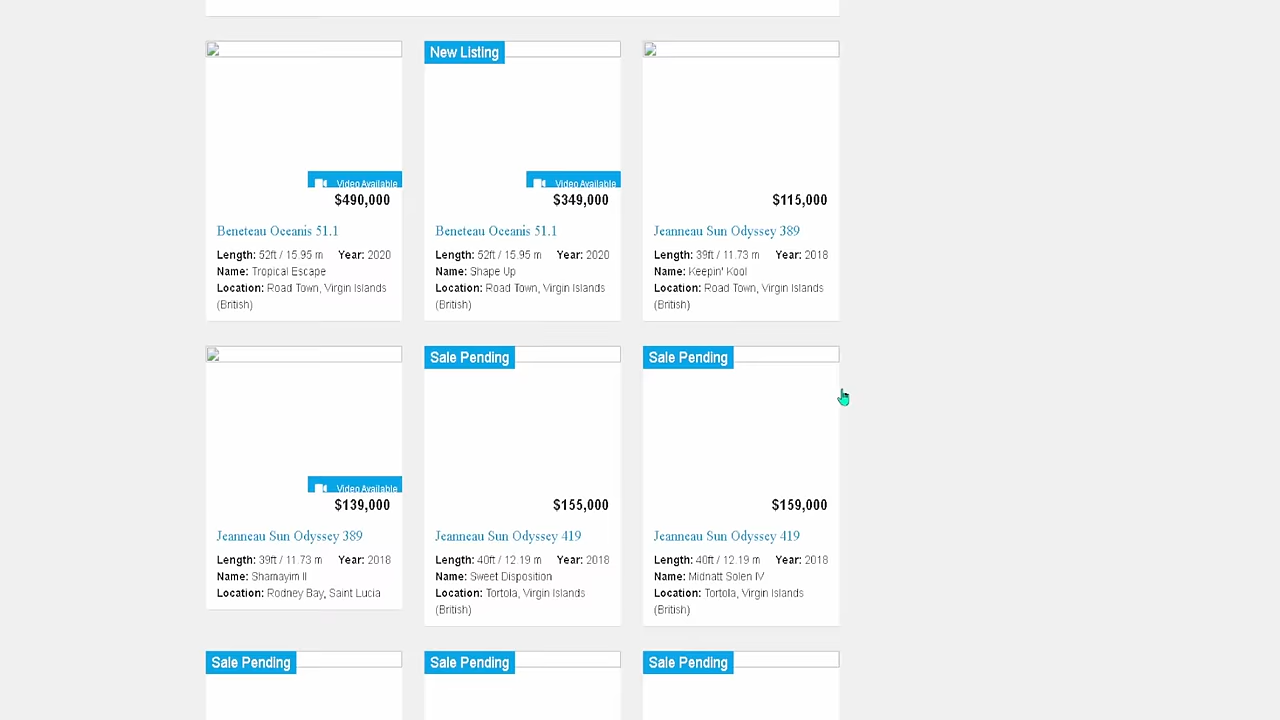 New Listing
Video Available
Video Available
$490,000
$349,000
$115,000
Beneteau Oceanis 51.1
Beneteau Oceanis 51.1
Jeanneau Sun Odyssey 389
Length: 52ft / 15.95 m Year: 2020
Length: 52ft / 15.95 m Year: 2020
Length: 39ft / 11.73 m Year: 2018
Name: Tropical Escape
Name: Shape Up
Name: Keepin' Kool
Location: Road Town, Virgin Islands
Location: Road Town, Virgin Islands
Location: Road Town, Virgin Islands
(British)
(British)
(British)
Sale Pending
Sale Pending
Video Available
$139,000
$155,000
$159,000
Jeanneau Sun Odyssey 389
Jeanneau Sun Odyssey 419
Jeanneau Sun Odyssey 419
Length: 39ft / 11.73 m Year: 2018
Length: 40ft / 12.19 m Year: 2018
Length: 40ft / 12.19 m Year: 2018
Name: Shamayim II
Name: Sweet Disposition
Name: Midnatt Solen IV
Location: Rodney Bay, Saint Lucia
Location: Tortola, Virgin Islands
Location: Tortola, Virgin Islands
(British)
(British)
Sale Pending
Sale Pending
Sale Pending